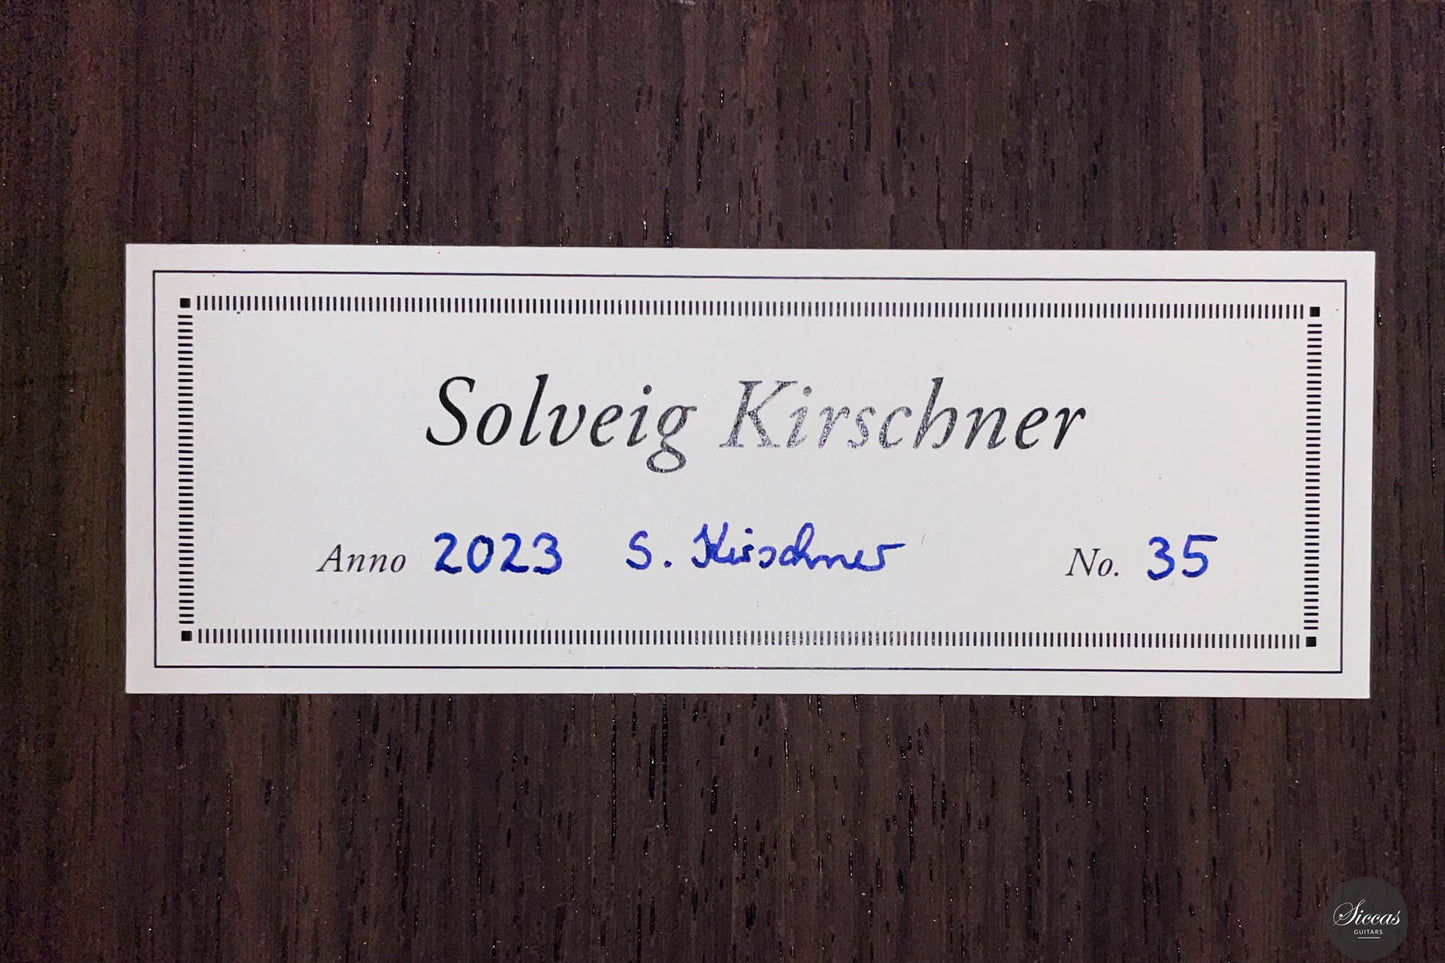 Solveig Kirschner
Anno 2023 S. Kirschner No. 35
Siccas
GUITARS